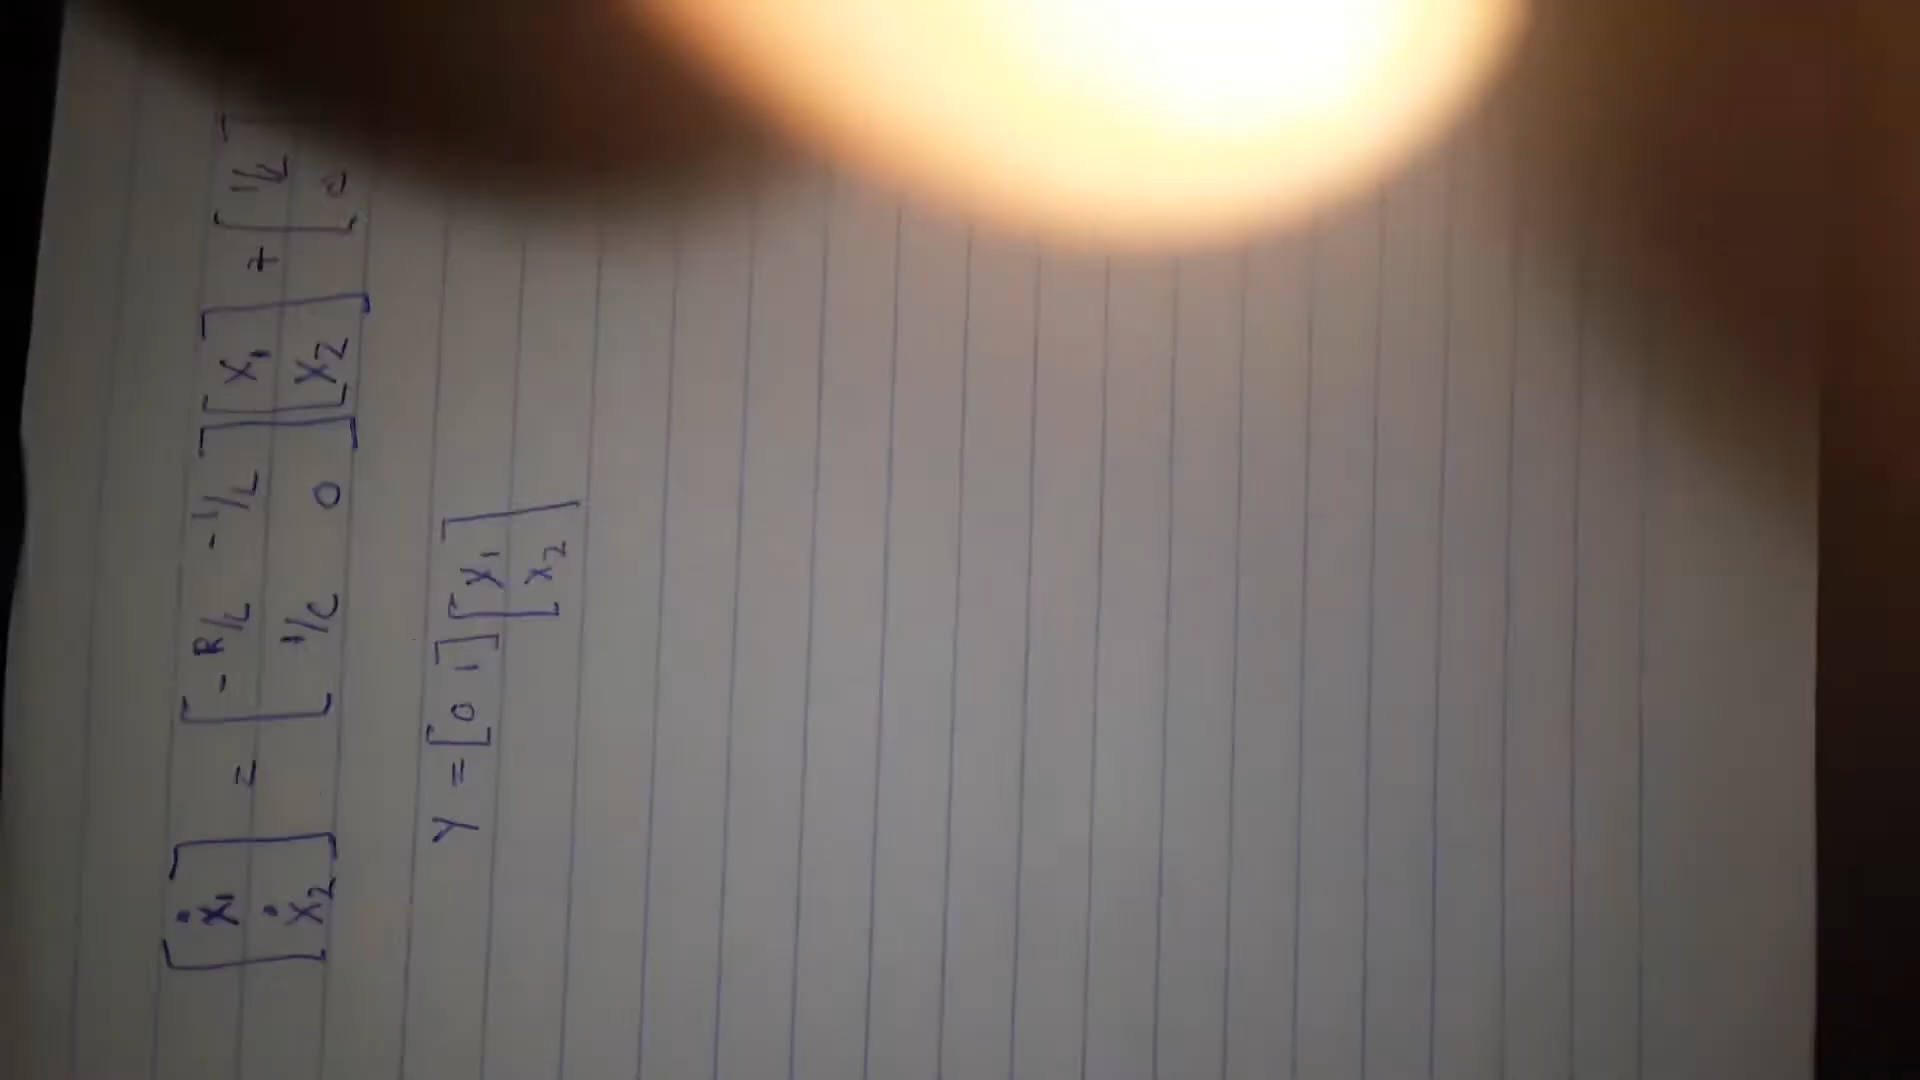 [ẋ₁ ẋ₂] = [-R/L -1/L 1/C 0] [x₁ x₂] + [1/L 0]
y = [0 1] [x₁ x₂]